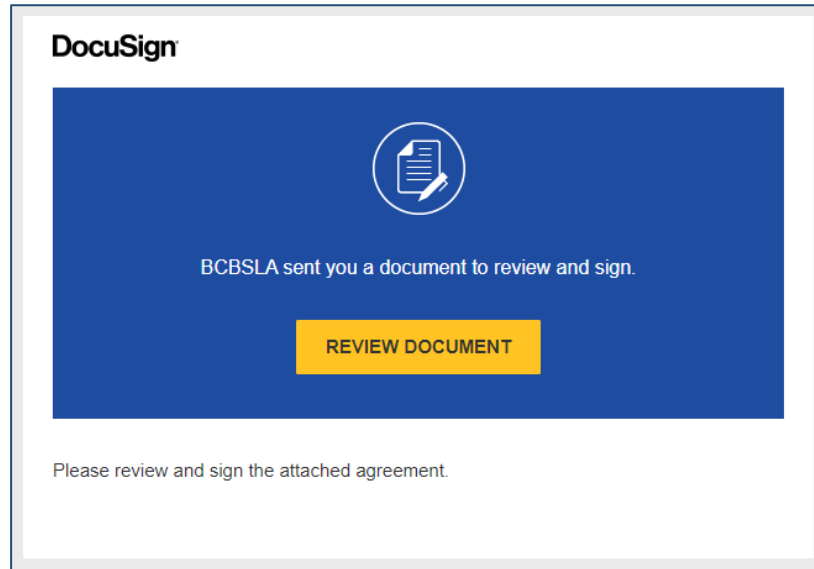 DocuSign
BCBSLA sent you a document to review and sign.
REVIEW DOCUMENT
Please review and sign the attached agreement.